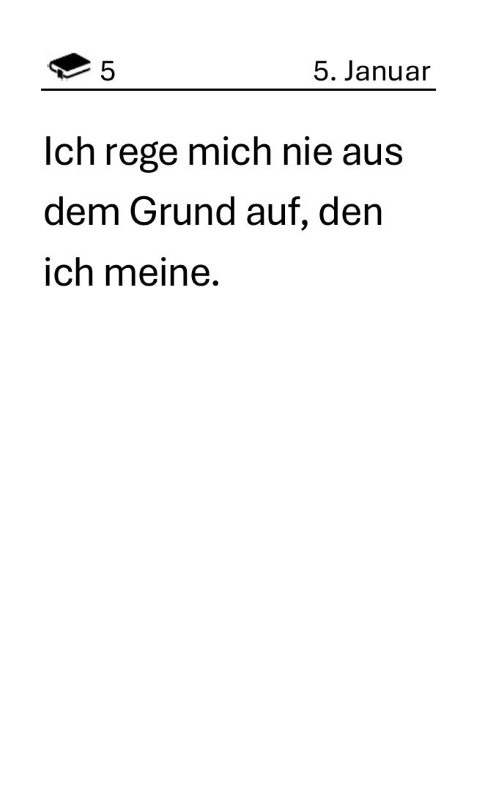 5 5. Januar
Ich rege mich nie aus
dem Grund auf, den
ich meine.